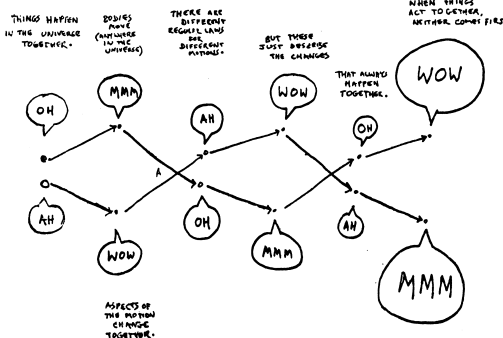 THINGS HAPPEN
IN THE UNIVERSE
TOGETHER.
BODIES
MOVE
(ANYWHERE
IN THE
UNIVERSE)
THERE ARE
DIFFERENT
REGULAR LAWS
FOR
DIFFERENT
MOTIONS.
BUT THESE
JUST DESCRIBE
THE CHANGES
THAT ALWAYS
HAPPEN
TOGETHER.
WHEN THINGS
ACT TOGETHER,
NEITHER COMES FIRS
OH
MMM
AH
WOW
OH
WOW
A
AH
WOW
OH
MMM
AH
MMM
ASPECTS OF
THE MOTION
CHANGE
TOGETHER.